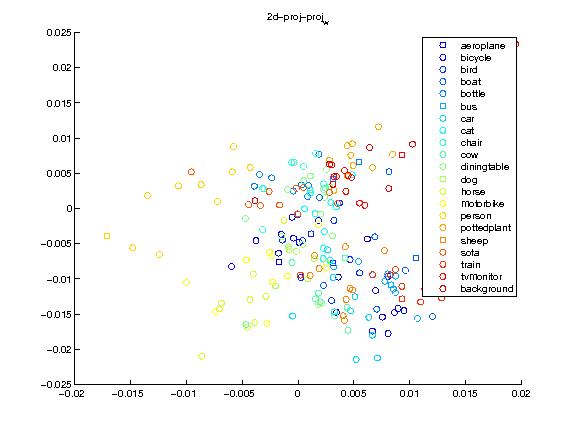 2d-proj-proj_w
0.025
0.02
0.015
0.01
0.005
0
-0.005
-0.01
-0.015
-0.02
-0.025
-0.02
-0.015
-0.01
-0.005
0
0.005
0.01
0.015
0.02
aeroplane
bicycle
bird
boat
bottle
bus
car
cat
chair
cow
diningtable
dog
horse
motorbike
person
pottedplant
sheep
sofa
train
tvmonitor
background